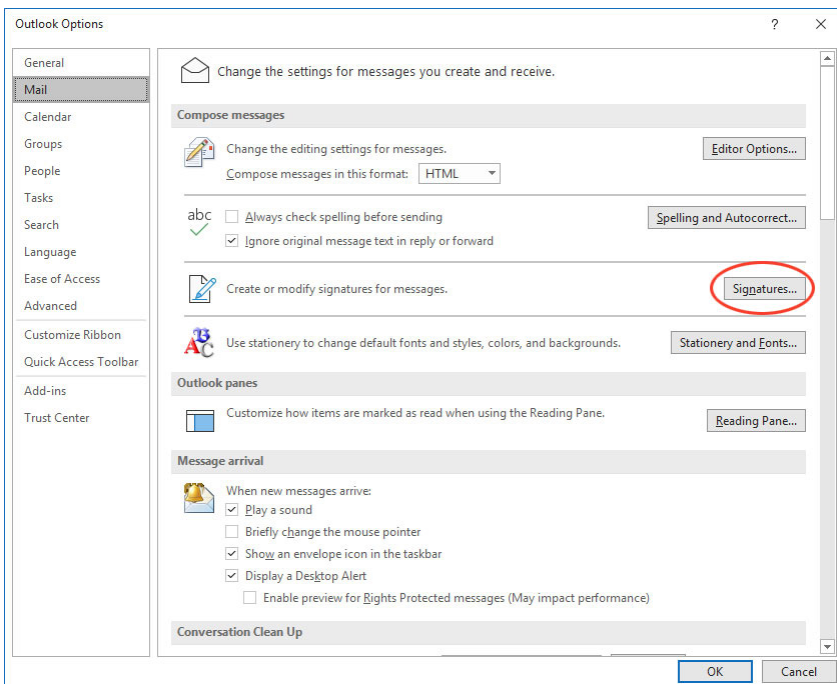 Outlook Options
?
General
Mail
Calendar
Groups
People
Tasks
Search
Language
Ease of Access
Advanced
Customize Ribbon
Quick Access Toolbar
Add-ins
Trust Center
Change the settings for messages you create and receive.
Compose messages
Change the editing settings for messages.
Editor Options...
Compose messages in this format: HTML
abc
Always check spelling before sending
Spelling and Autocorrect...
Ignore original message text in reply or forward
Create or modify signatures for messages.
Signatures...
ABC
Use stationery to change default fonts and styles, colors, and backgrounds.
Stationery and Fonts...
Outlook panes
Customize how items are marked as read when using the Reading Pane.
Reading Pane...
Message arrival
When new messages arrive:
Play a sound
Briefly change the mouse pointer
Show an envelope icon in the taskbar
Display a Desktop Alert
Enable preview for Rights Protected messages (May impact performance)
Conversation Clean Up
OK
Cancel